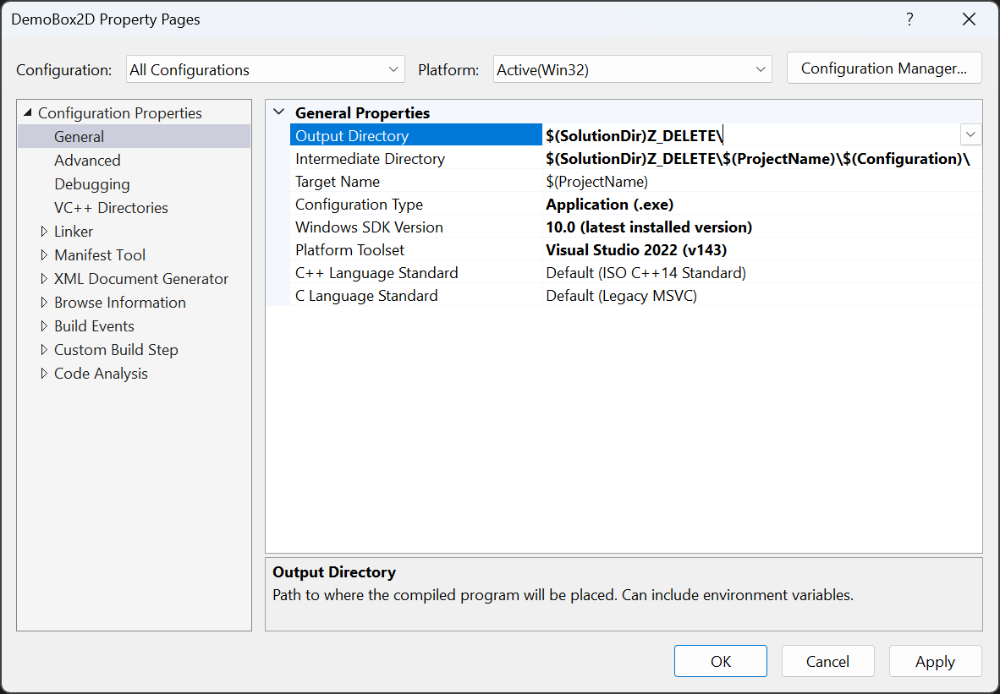 DemoBox2D Property Pages
?
Configuration: All Configurations Platform: Active(Win32) Configuration Manager...
Configuration Properties
General
Advanced
Debugging
VC++ Directories
Linker
Manifest Tool
XML Document Generator
Browse Information
Build Events
Custom Build Step
Code Analysis
General Properties
Output Directory $(SolutionDir)Z_DELETE\
Intermediate Directory $(SolutionDir)Z_DELETE\$(ProjectName)\$(Configuration)\
Target Name $(ProjectName)
Configuration Type Application (.exe)
Windows SDK Version 10.0 (latest installed version)
Platform Toolset Visual Studio 2022 (v143)
C++ Language Standard Default (ISO C++14 Standard)
C Language Standard Default (Legacy MSVC)
Output Directory
Path to where the compiled program will be placed. Can include environment variables.
OK Cancel Apply